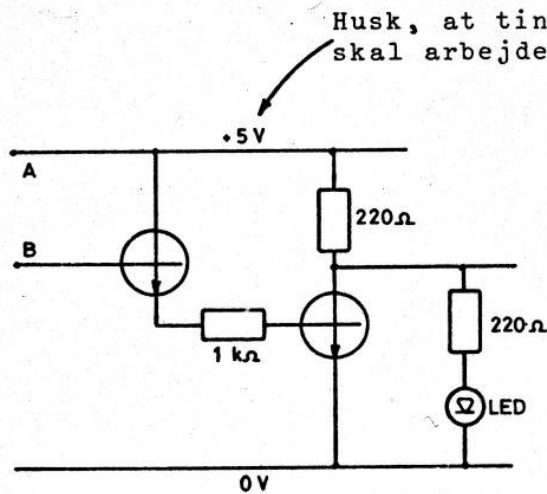 Husk, at tin
skal arbejde
+5V
A
220Ω
B
1 kΩ
220Ω
LED
0V